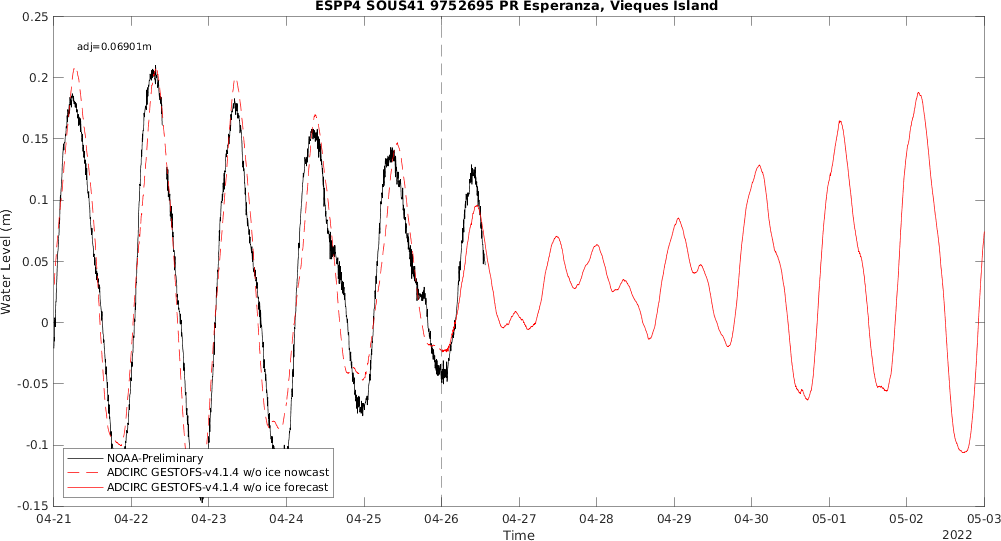 ESPP4 SOUS41 9752695 PR Esperanza, Vieques Island
0.25
adj=0.06901m
0.2
0.15
0.1
0.05
0
-0.05
-0.1
-0.15
Water Level (m)
NOAA-Preliminary
ADCIRC GESTOFS-v4.1.4 w/o ice nowcast
ADCIRC GESTOFS-v4.1.4 w/o ice forecast
04-21 04-22 04-23 04-24 04-25 04-26 04-27 04-28 04-29 04-30 05-01 05-02 05-03
Time
2022